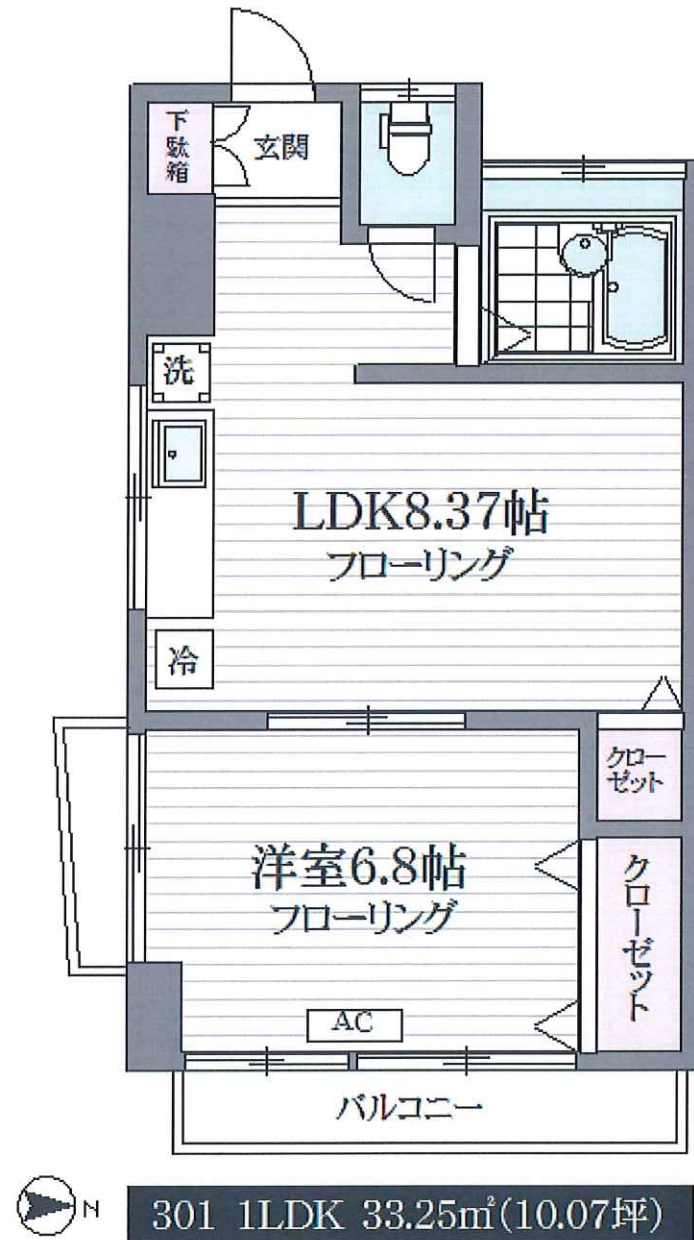 下駄箱
玄関
洗
LDK8.37帖
フローリング
冷
クロー
ゼット
洋室6.8帖
フローリング
クローゼット
AC
バルコニー
N
301 1LDK 33.25㎡(10.07坪)